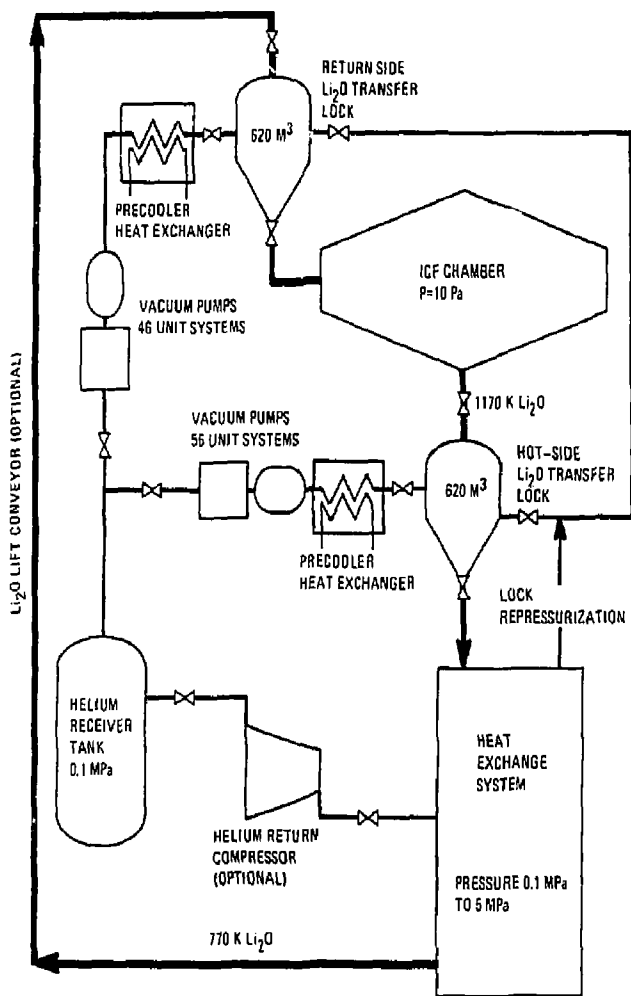 RETURN SIDE
Li₂O TRANSFER
LOCK
620 M³
PRECOOLER
HEAT EXCHANGER
ICF CHAMBER
P=10 Pa
VACUUM PUMPS
46 UNIT SYSTEMS
1170 K Li₂O
VACUUM PUMPS
56 UNIT SYSTEMS
HOT-SIDE
Li₂O TRANSFER
LOCK
620 M³
PRECOOLER
HEAT EXCHANGER
LOCK
REPRESSURIZATION
Li₂O LIFT CONVEYOR (OPTIONAL)
HELIUM
RECEIVER
TANK
0.1 MPa
HEAT
EXCHANGE
SYSTEM
HELIUM RETURN
COMPRESSOR
(OPTIONAL)
PRESSURE 0.1 MPa
TO 5 MPa
770 K Li₂O